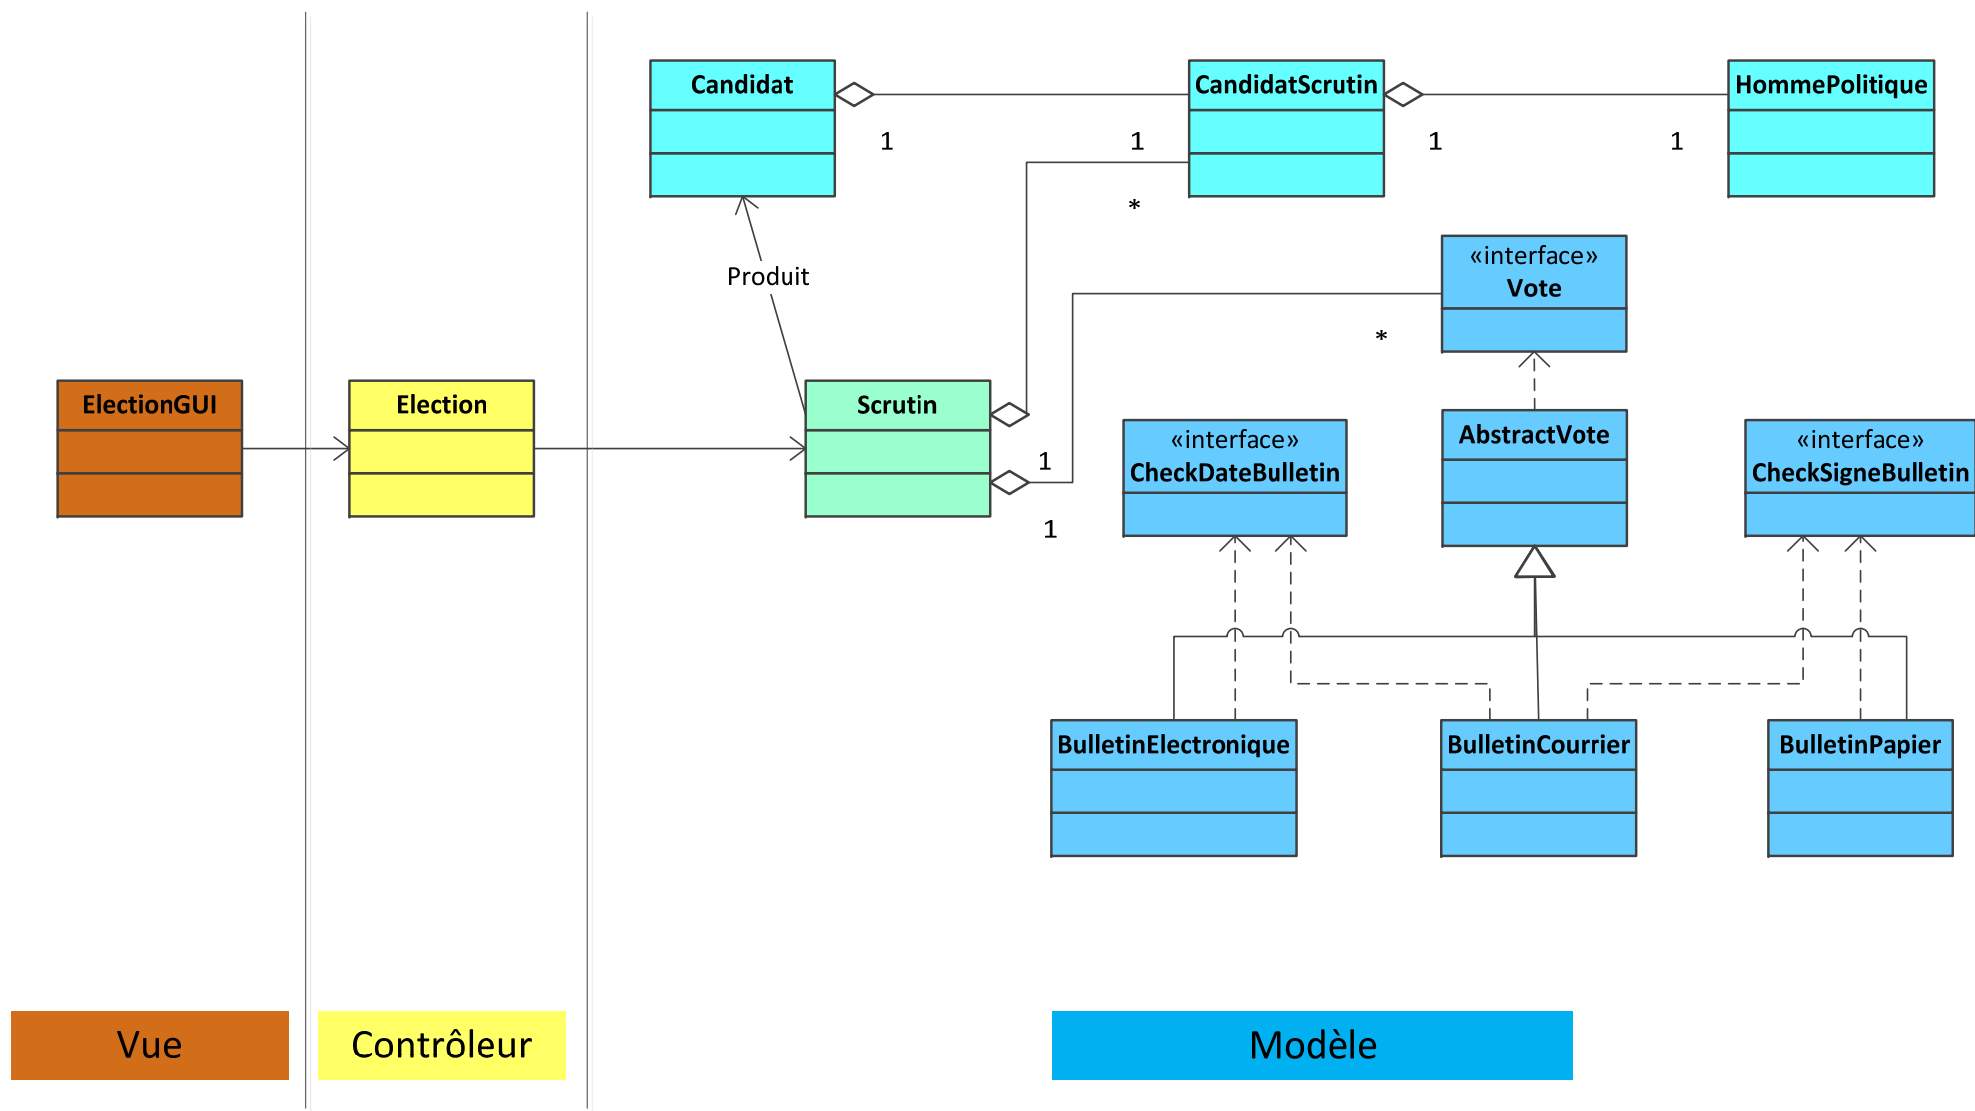 Candidat
CandidatScrutin
HommePolitique
1
1
1
1
*
«interface»
Vote
Produit
*
ElectionGUI
Election
Scrutin
1
1
«interface»
CheckDateBulletin
AbstractVote
«interface»
CheckSigneBulletin
BulletinElectronique
BulletinCourrier
BulletinPapier
Vue
Contrôleur
Modèle